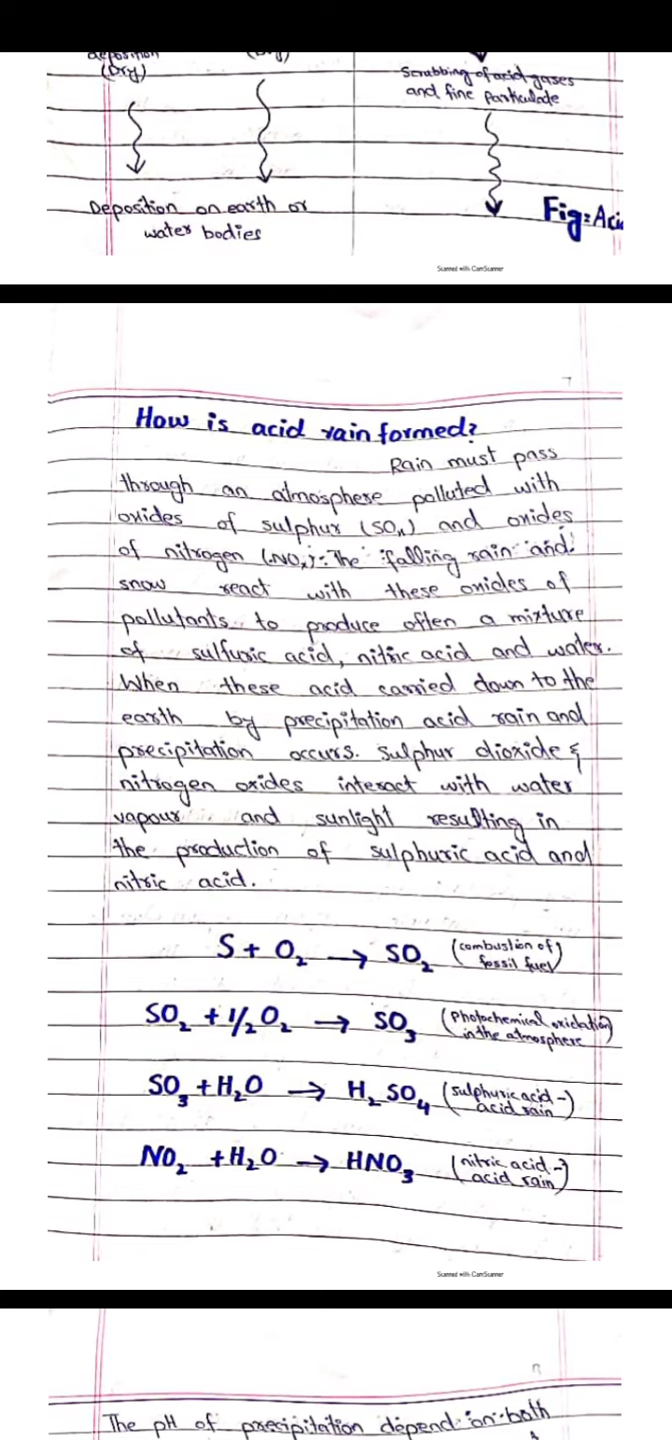 deposition
(Dry)
(Dry)
Scrabbing of acid gases
and fine particulade
Deposition on earth or
water bodies
Fig: Acid
Scanned with CamScanner
How is acid rain formed?
Rain must pass
through an atmosphere polluted with
oxides of sulphur (SOx) and oxides
of nitrogen (NOx). The falling rain and
snow react with these oxides of
pollutants to produce often a mixture
of sulfuric acid, nitric acid and water.
When these acid carried down to the
earth by precipitation acid rain and
precipitation occurs. Sulphur dioxide &
nitrogen oxides interact with water
vapour and sunlight resulting in
the production of sulphuric acid and
nitric acid.
S + O₂ → SO₂ (combustion of fossil fuel)
SO₂ + 1/2 O₂ → SO₃ (Photochemical oxidation in the atmosphere)
SO₃ + H₂O → H₂SO₄ (sulphuric acid - acid rain)
NO₂ + H₂O → HNO₃ (nitric acid - acid rain)
Scanned with CamScanner
The pH of precipitation depend on both